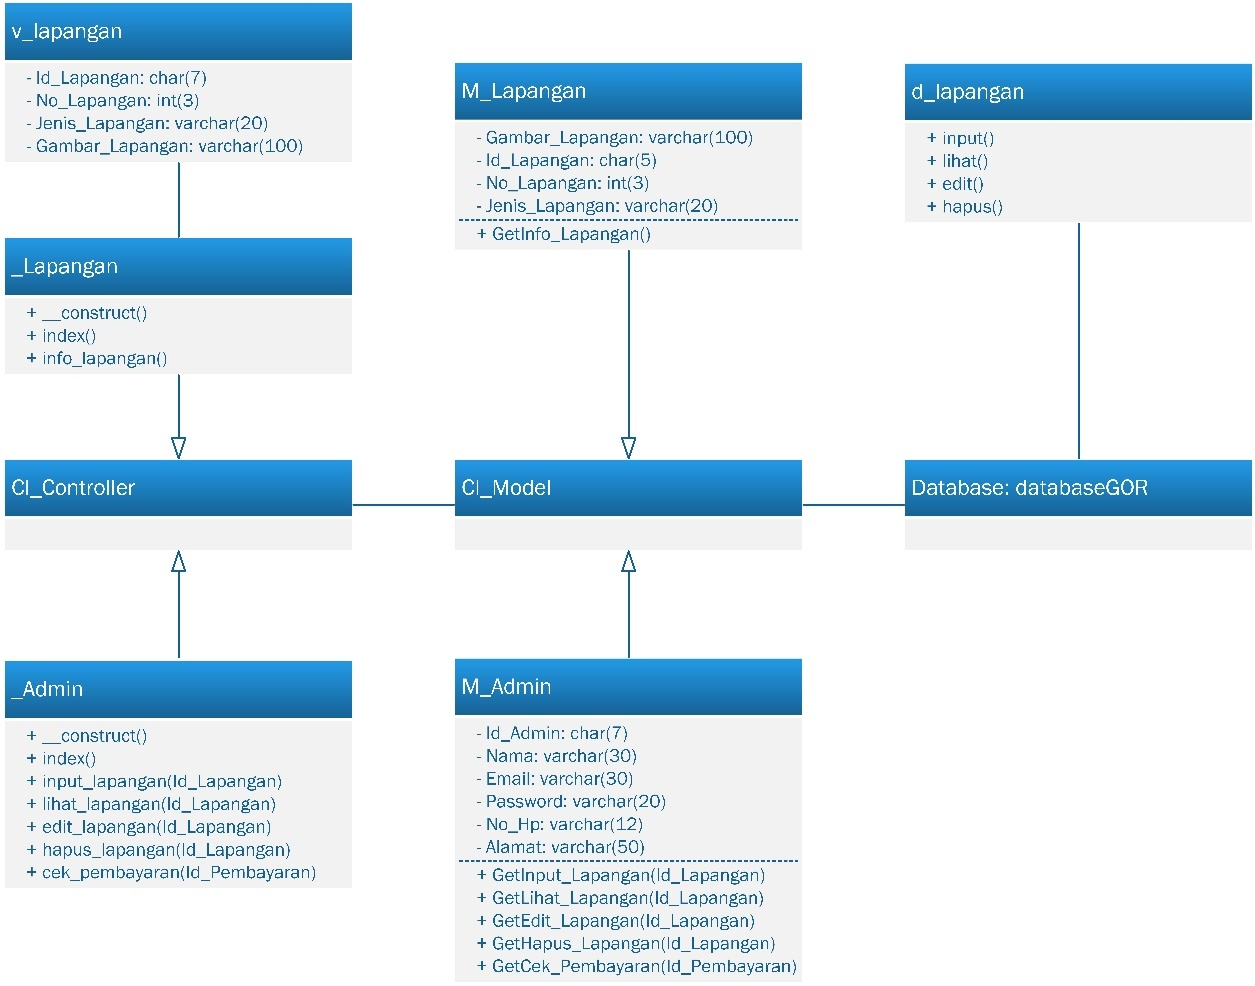 v_lapangan
- Id_Lapangan: char(7)
- No_Lapangan: int(3)
- Jenis_Lapangan: varchar(20)
- Gambar_Lapangan: varchar(100)
_Lapangan
+ __construct()
+ index()
+ info_lapangan()
CI_Controller
_Admin
+ __construct()
+ index()
+ input_lapangan(Id_Lapangan)
+ lihat_lapangan(Id_Lapangan)
+ edit_lapangan(Id_Lapangan)
+ hapus_lapangan(Id_Lapangan)
+ cek_pembayaran(Id_Pembayaran)
M_Lapangan
- Gambar_Lapangan: varchar(100)
- Id_Lapangan: char(5)
- No_Lapangan: int(3)
- Jenis_Lapangan: varchar(20)
+ GetInfo_Lapangan()
CI_Model
M_Admin
- Id_Admin: char(7)
- Nama: varchar(30)
- Email: varchar(30)
- Password: varchar(20)
- No_Hp: varchar(12)
- Alamat: varchar(50)
+ GetInput_Lapangan(Id_Lapangan)
+ GetLihat_Lapangan(Id_Lapangan)
+ GetEdit_Lapangan(Id_Lapangan)
+ GetHapus_Lapangan(Id_Lapangan)
+ GetCek_Pembayaran(Id_Pembayaran)
d_lapangan
+ input()
+ lihat()
+ edit()
+ hapus()
Database: databaseGOR